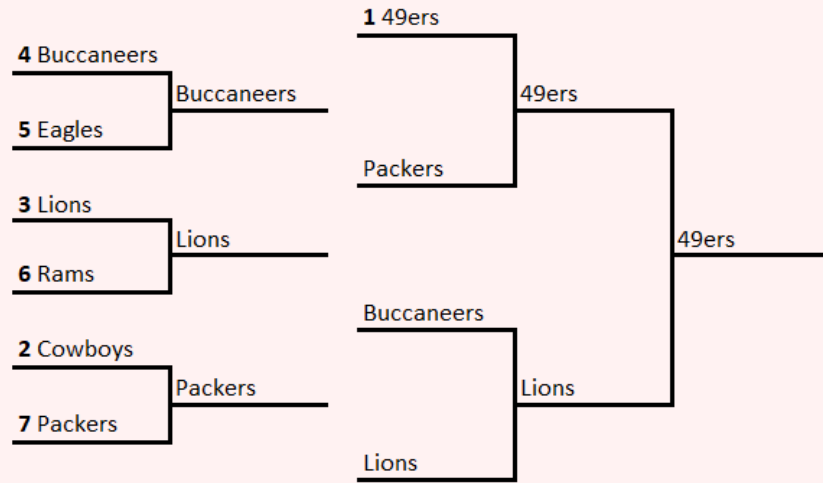 4 Buccaneers
Buccaneers
5 Eagles
3 Lions
Lions
6 Rams
2 Cowboys
Packers
7 Packers
1 49ers
49ers
Packers
Buccaneers
Lions
Lions
49ers